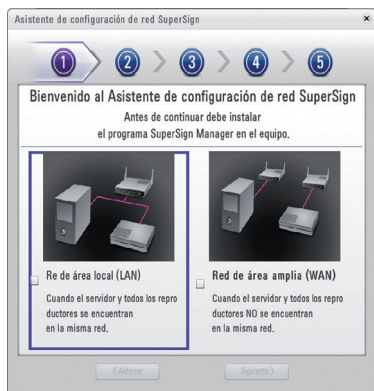 Asistente de configuración de red SuperSign
1 2 3 4 5
Bienvenido al Asistente de configuración de red SuperSign
Antes de continuar debe instalar
el programa SuperSign Manager en el equipo.
Re de área local (LAN)
Cuando el servidor y todos los repro
ductores se encuentran
en la misma red.
Red de área amplia (WAN)
Cuando el servidor y todos los repro
ductores NO se encuentran
en la misma red.
< Anterior
Siguiente >